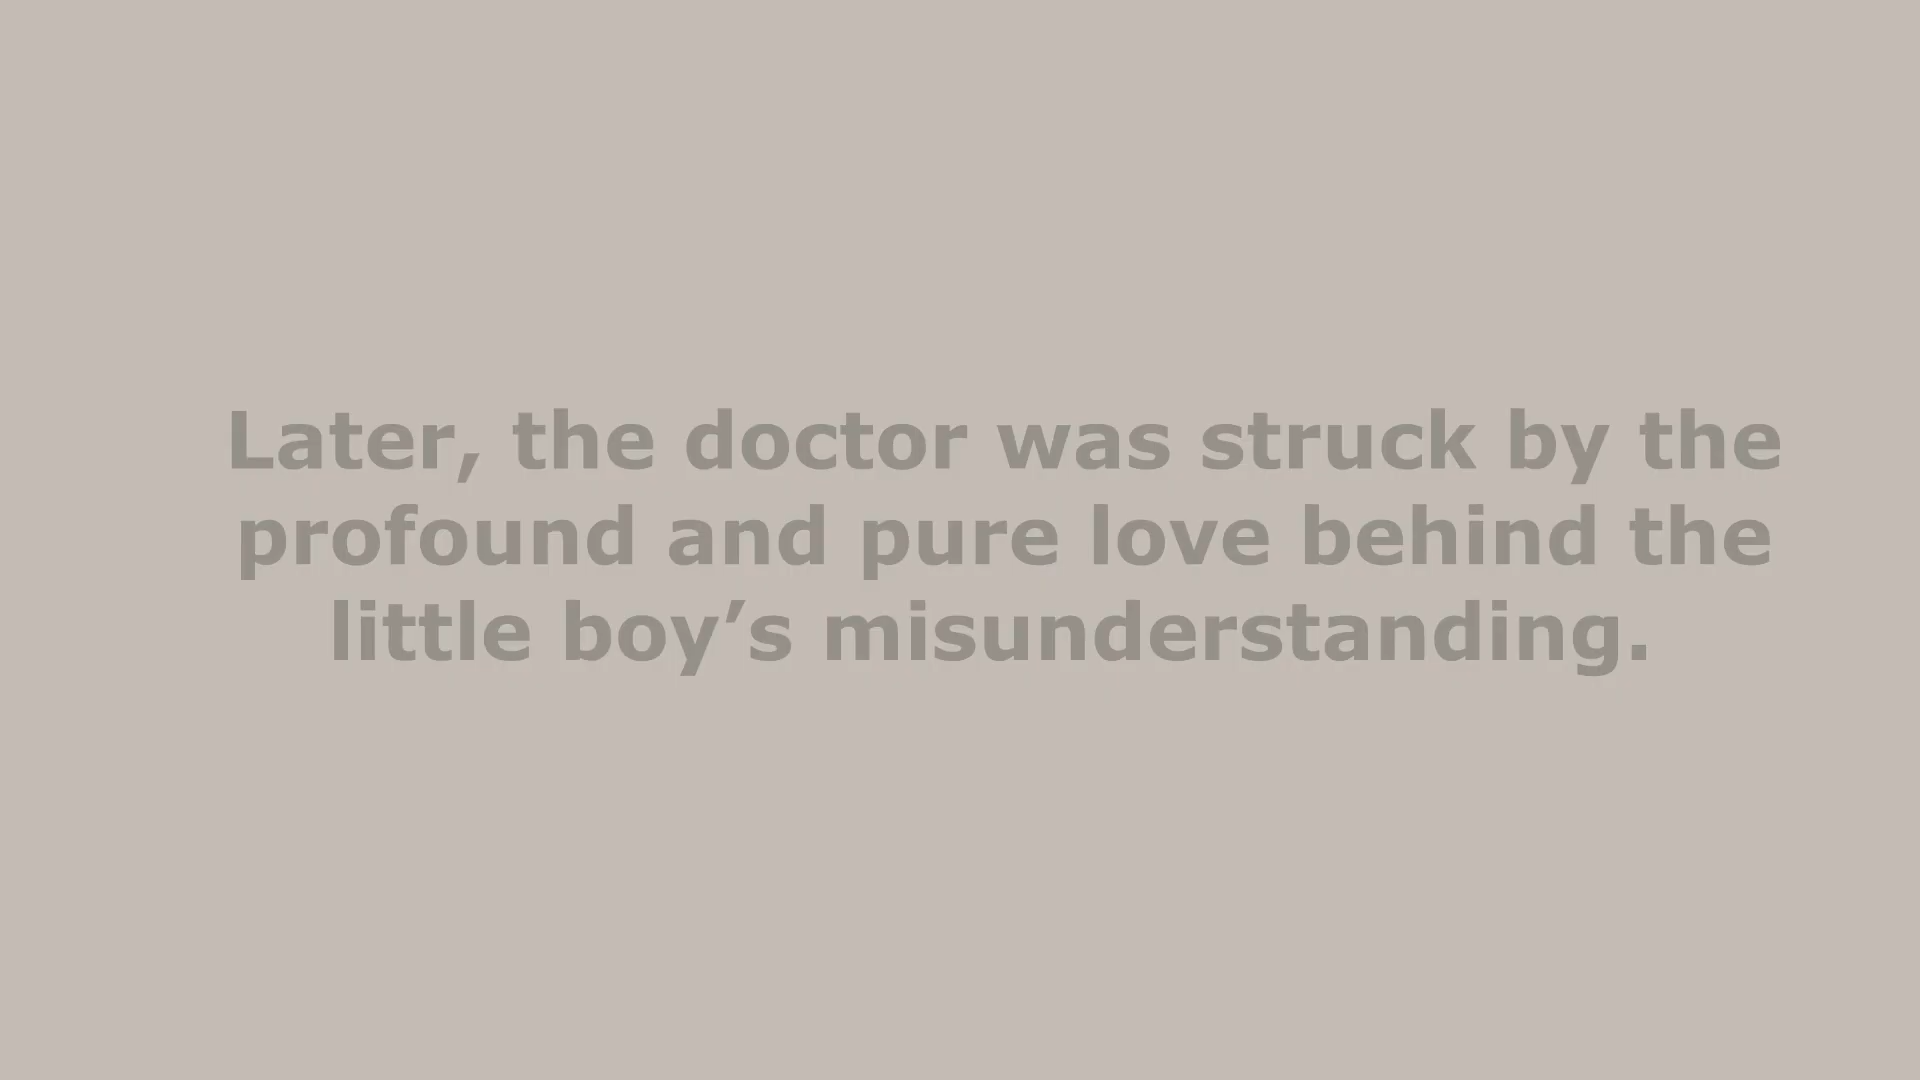 Later, the doctor was struck by the
profound and pure love behind the
little boy’s misunderstanding.